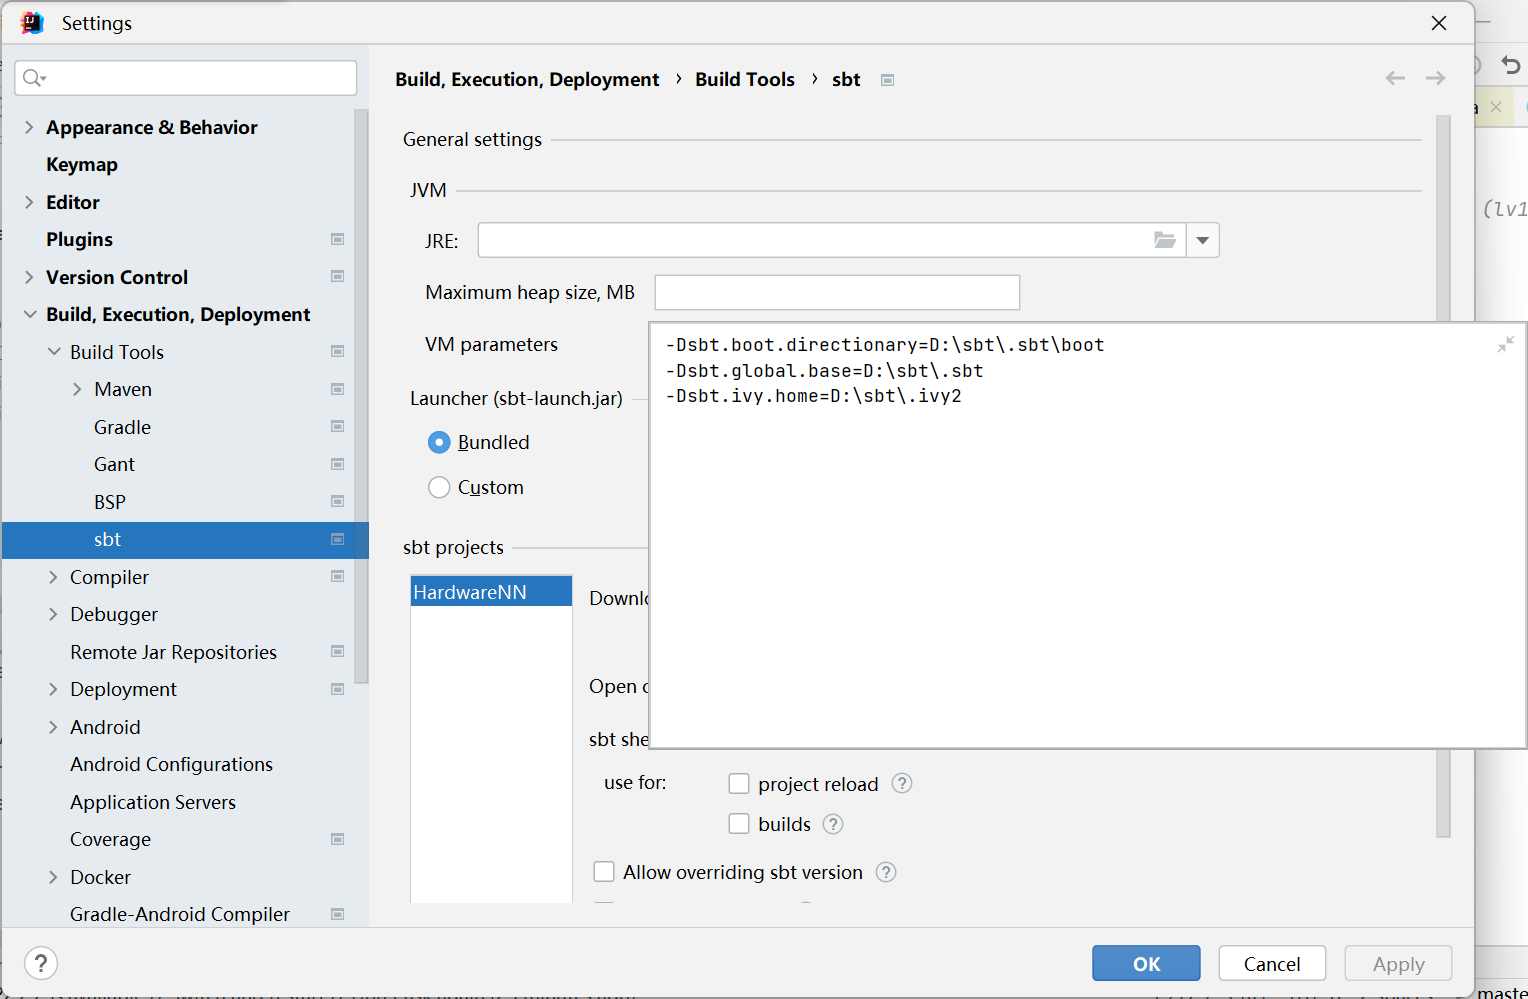 Settings
Build, Execution, Deployment › Build Tools › sbt
Appearance & Behavior
Keymap
Editor
Plugins
Version Control
Build, Execution, Deployment
Build Tools
Maven
Gradle
Gant
BSP
sbt
Compiler
Debugger
Remote Jar Repositories
Deployment
Android
Android Configurations
Application Servers
Coverage
Docker
Gradle-Android Compiler
General settings
JVM
JRE:
Maximum heap size, MB
VM parameters
-Dsbt.boot.directionary=D:\sbt\.sbt\boot
-Dsbt.global.base=D:\sbt\.sbt
-Dsbt.ivy.home=D:\sbt\.ivy2
Launcher (sbt-launch.jar)
Bundled
Custom
sbt projects
HardwareNN
Downlo
Open
sbt she
use for:
project reload ?
builds ?
Allow overriding sbt version ?
?
OK
Cancel
Apply
(lv1
master